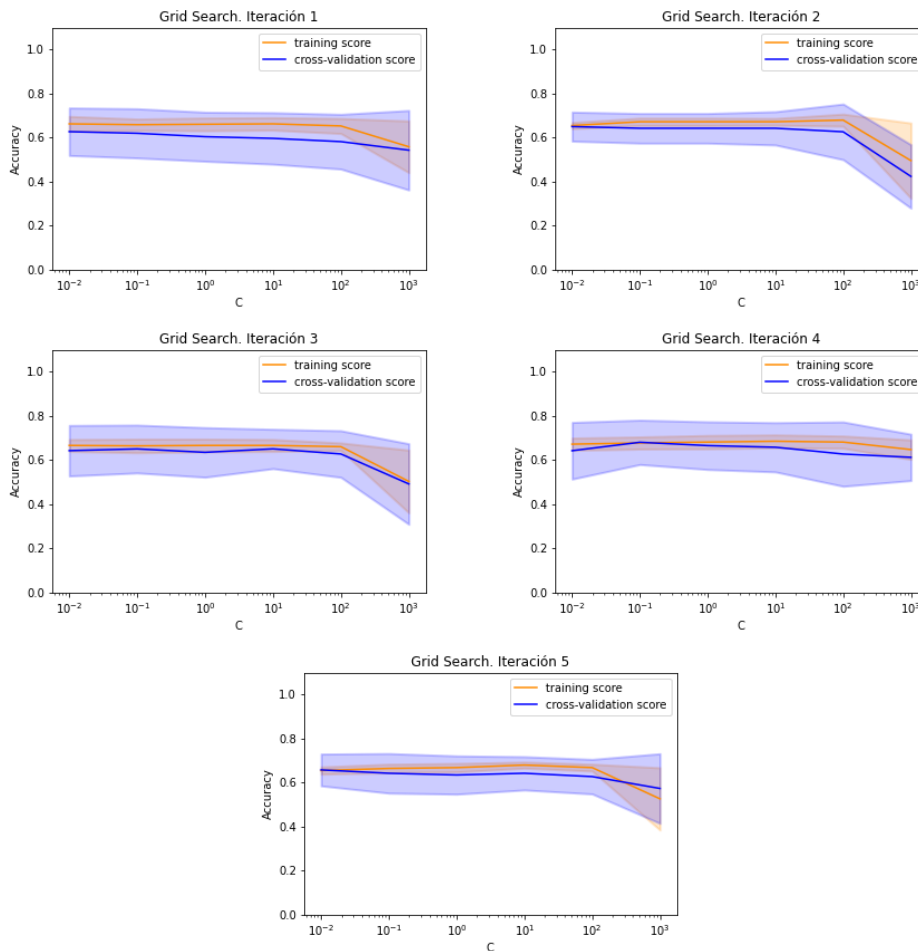 Grid Search. Iteración 1
training score
cross-validation score
Accuracy
1.0
0.8
0.6
0.4
0.2
0.0
10⁻²
10⁻¹
10⁰
10¹
10²
10³
C
Grid Search. Iteración 2
training score
cross-validation score
Accuracy
1.0
0.8
0.6
0.4
0.2
0.0
10⁻²
10⁻¹
10⁰
10¹
10²
10³
C
Grid Search. Iteración 3
training score
cross-validation score
Accuracy
1.0
0.8
0.6
0.4
0.2
0.0
10⁻²
10⁻¹
10⁰
10¹
10²
10³
C
Grid Search. Iteración 4
training score
cross-validation score
Accuracy
1.0
0.8
0.6
0.4
0.2
0.0
10⁻²
10⁻¹
10⁰
10¹
10²
10³
C
Grid Search. Iteración 5
training score
cross-validation score
Accuracy
1.0
0.8
0.6
0.4
0.2
0.0
10⁻²
10⁻¹
10⁰
10¹
10²
10³
C